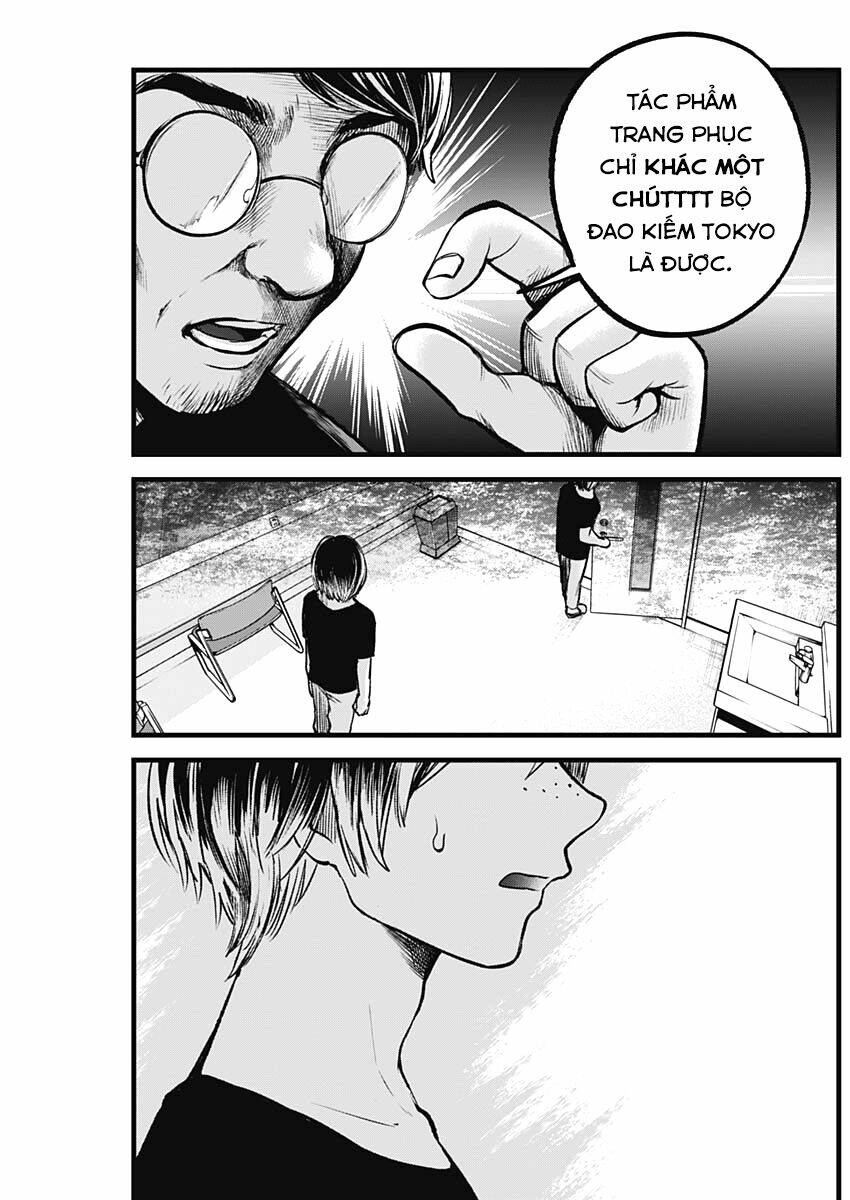 TÁC PHẨM
TRANG PHỤC
CHỈ KHÁC MỘT
CHÚTTTT BỘ
ĐAO KIẾM TOKYO
LÀ ĐƯỢC.